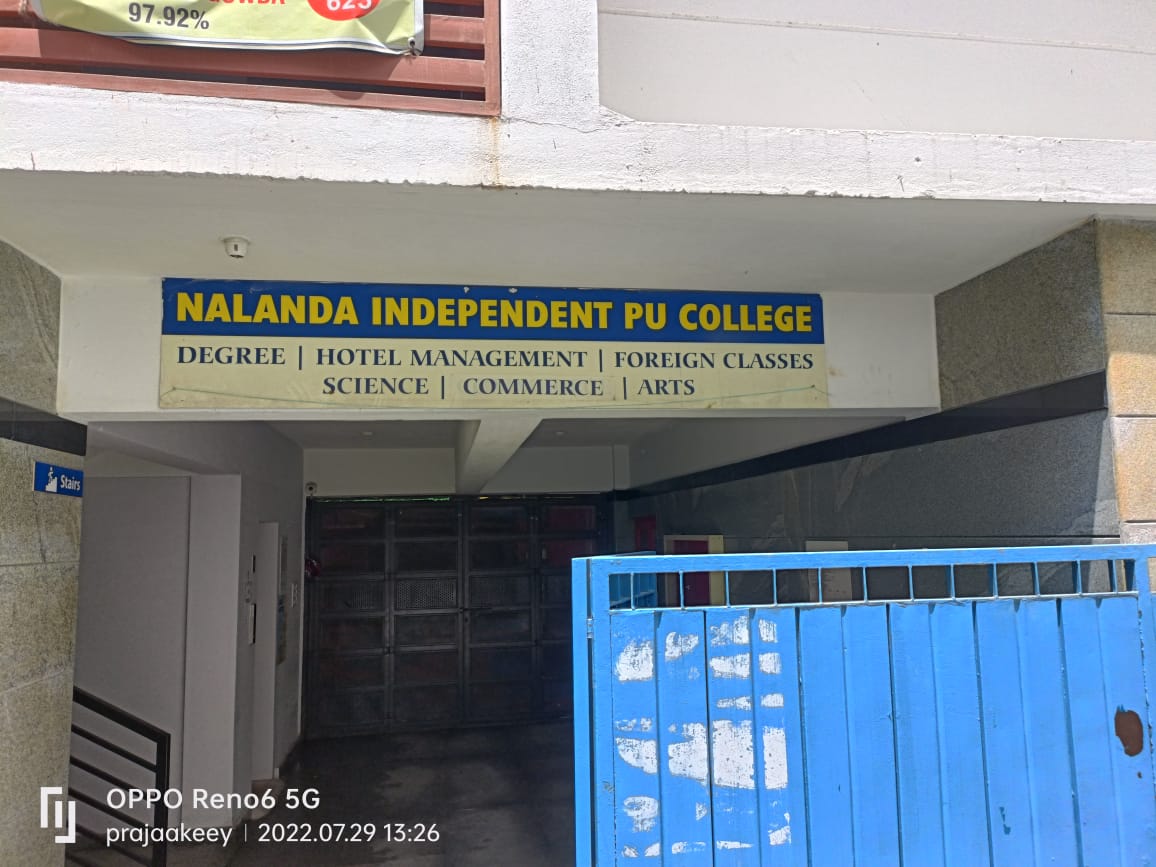 97.92%
623
NALANDA INDEPENDENT PU COLLEGE
DEGREE | HOTEL MANAGEMENT | FOREIGN CLASSES
SCIENCE | COMMERCE | ARTS
Stairs
OPPO Reno6 5G
prajaakeey | 2022.07.29 13:26